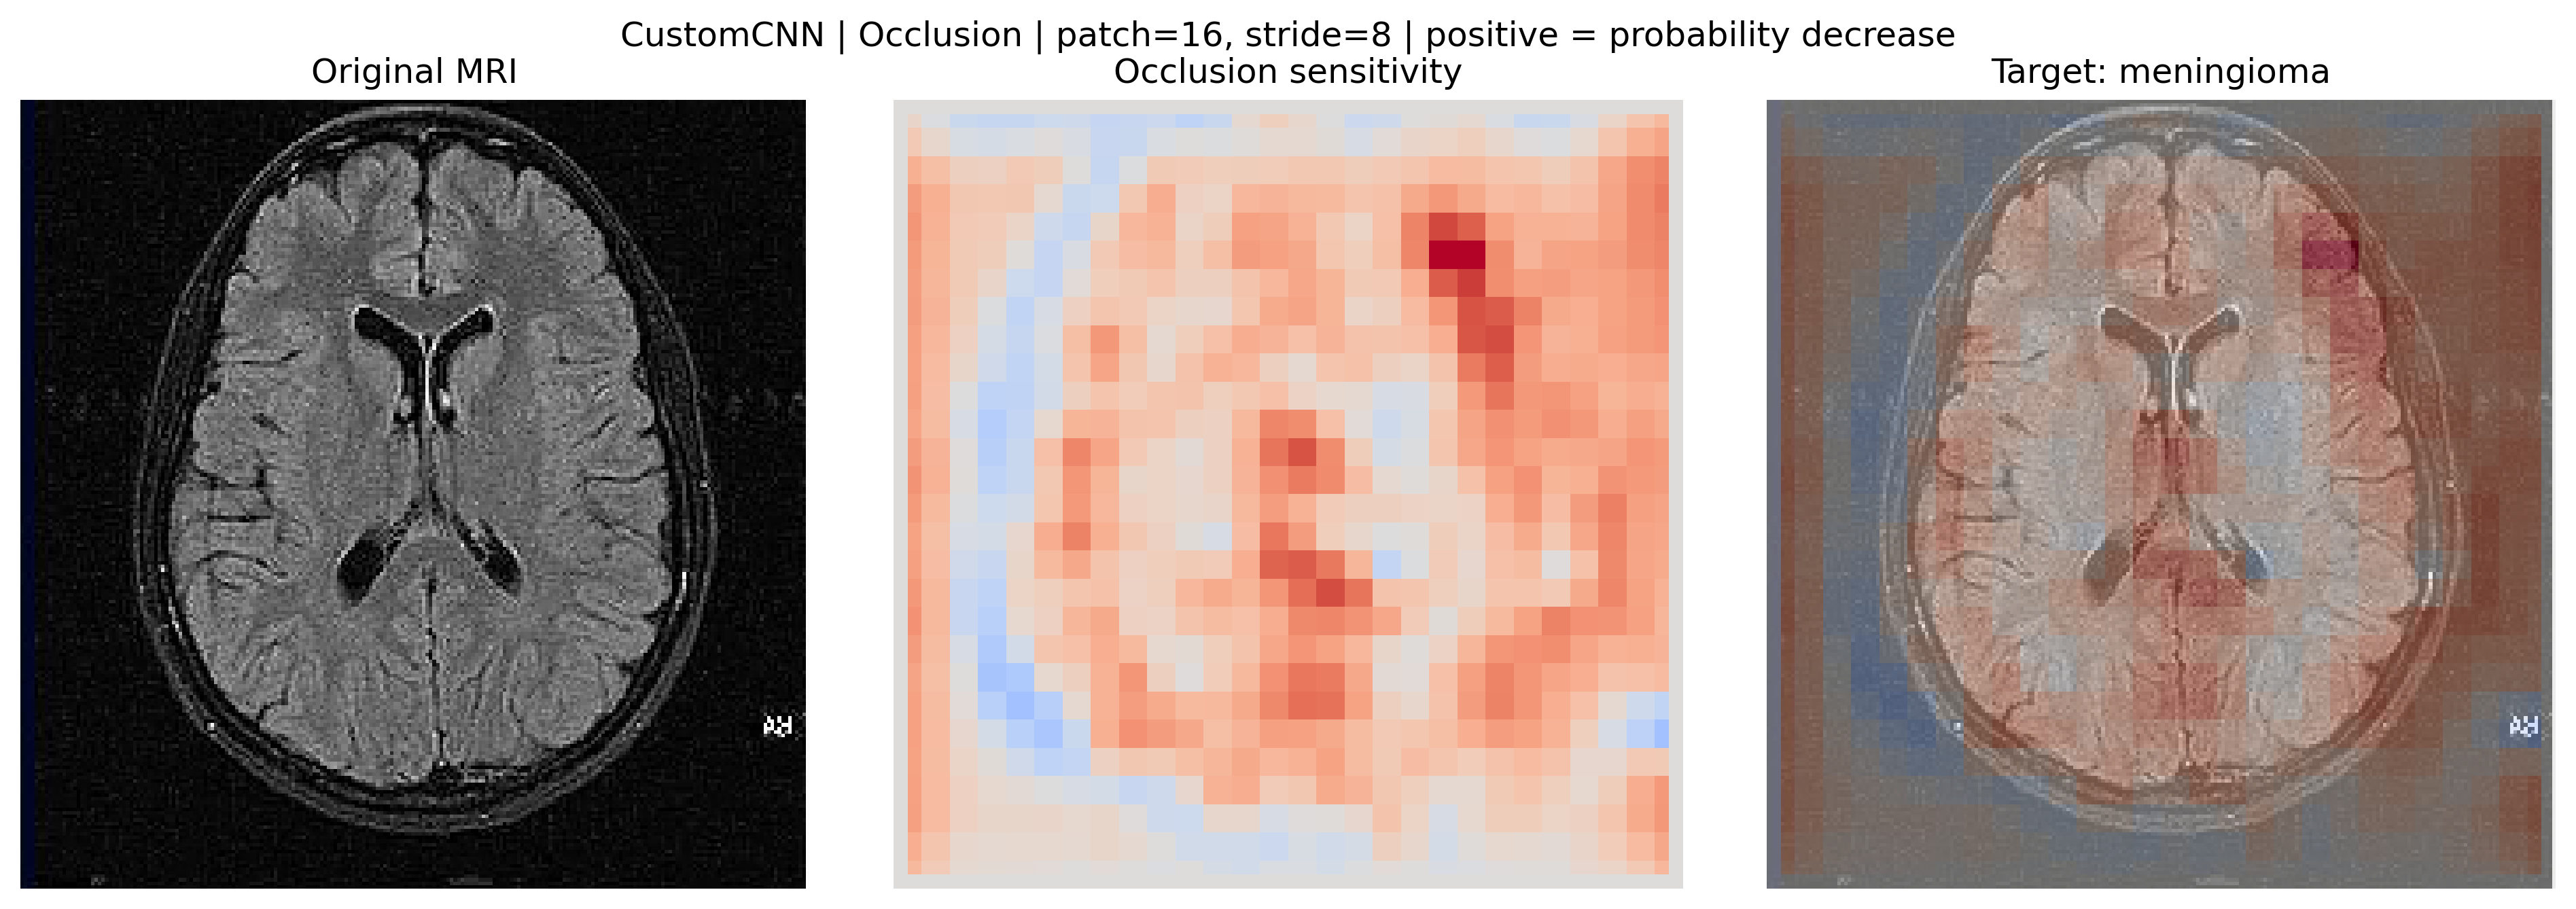 CustomCNN | Occlusion | patch=16, stride=8 | positive = probability decrease
Original MRI
Occlusion sensitivity
Target: meningioma